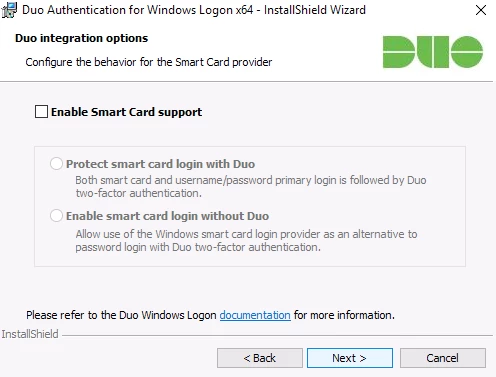 Duo Authentication for Windows Logon x64 - InstallShield Wizard
Duo integration options
Configure the behavior for the Smart Card provider
DUO
Enable Smart Card support
Protect smart card login with Duo
Both smart card and username/password primary login is followed by Duo
two-factor authentication.
Enable smart card login without Duo
Allow use of the Windows smart card login provider as an alternative to
password login with Duo two-factor authentication.
Please refer to the Duo Windows Logon documentation for more information.
InstallShield
< Back Next > Cancel